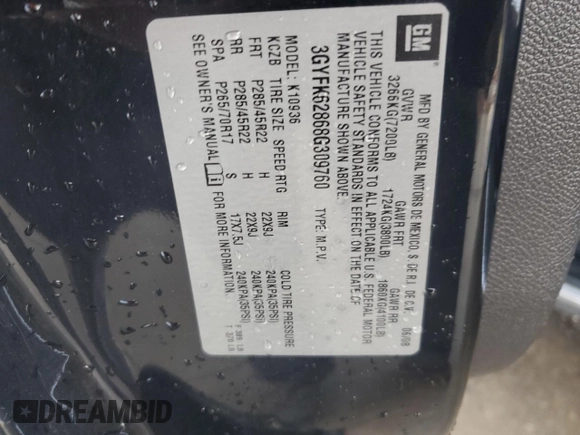 GM
MFD BY GENERAL MOTORS DE MEXICO, S. DE R.L. DE C.V. 06/08
GVWR GAWR FRT GAWR RR
3266KG(7200LB) 1724KG(3800LB) 1860KG(4100LB)
THIS VEHICLE CONFORMS TO ALL APPLICABLE U.S. FEDERAL MOTOR
VEHICLE SAFETY STANDARDS IN EFFECT ON THE DATE OF
MANUFACTURE SHOWN ABOVE.
3GYFK62868G309760 TYPE: M.P.V.
MODEL: K10936
KCZB TIRE SIZE SPEED RTG RIM COLD TIRE PRESSURE
FRT P285/45R22 H 22X9J 240KPA(35PSI)
RR P285/45R22 H 22X9J 240KPA(35PSI)
SPA P265/70R17 S 17X7.5J 240KPA(35PSI)
SEE OWNER'S MANUAL FOR MORE INFORMATION
DREAMBID